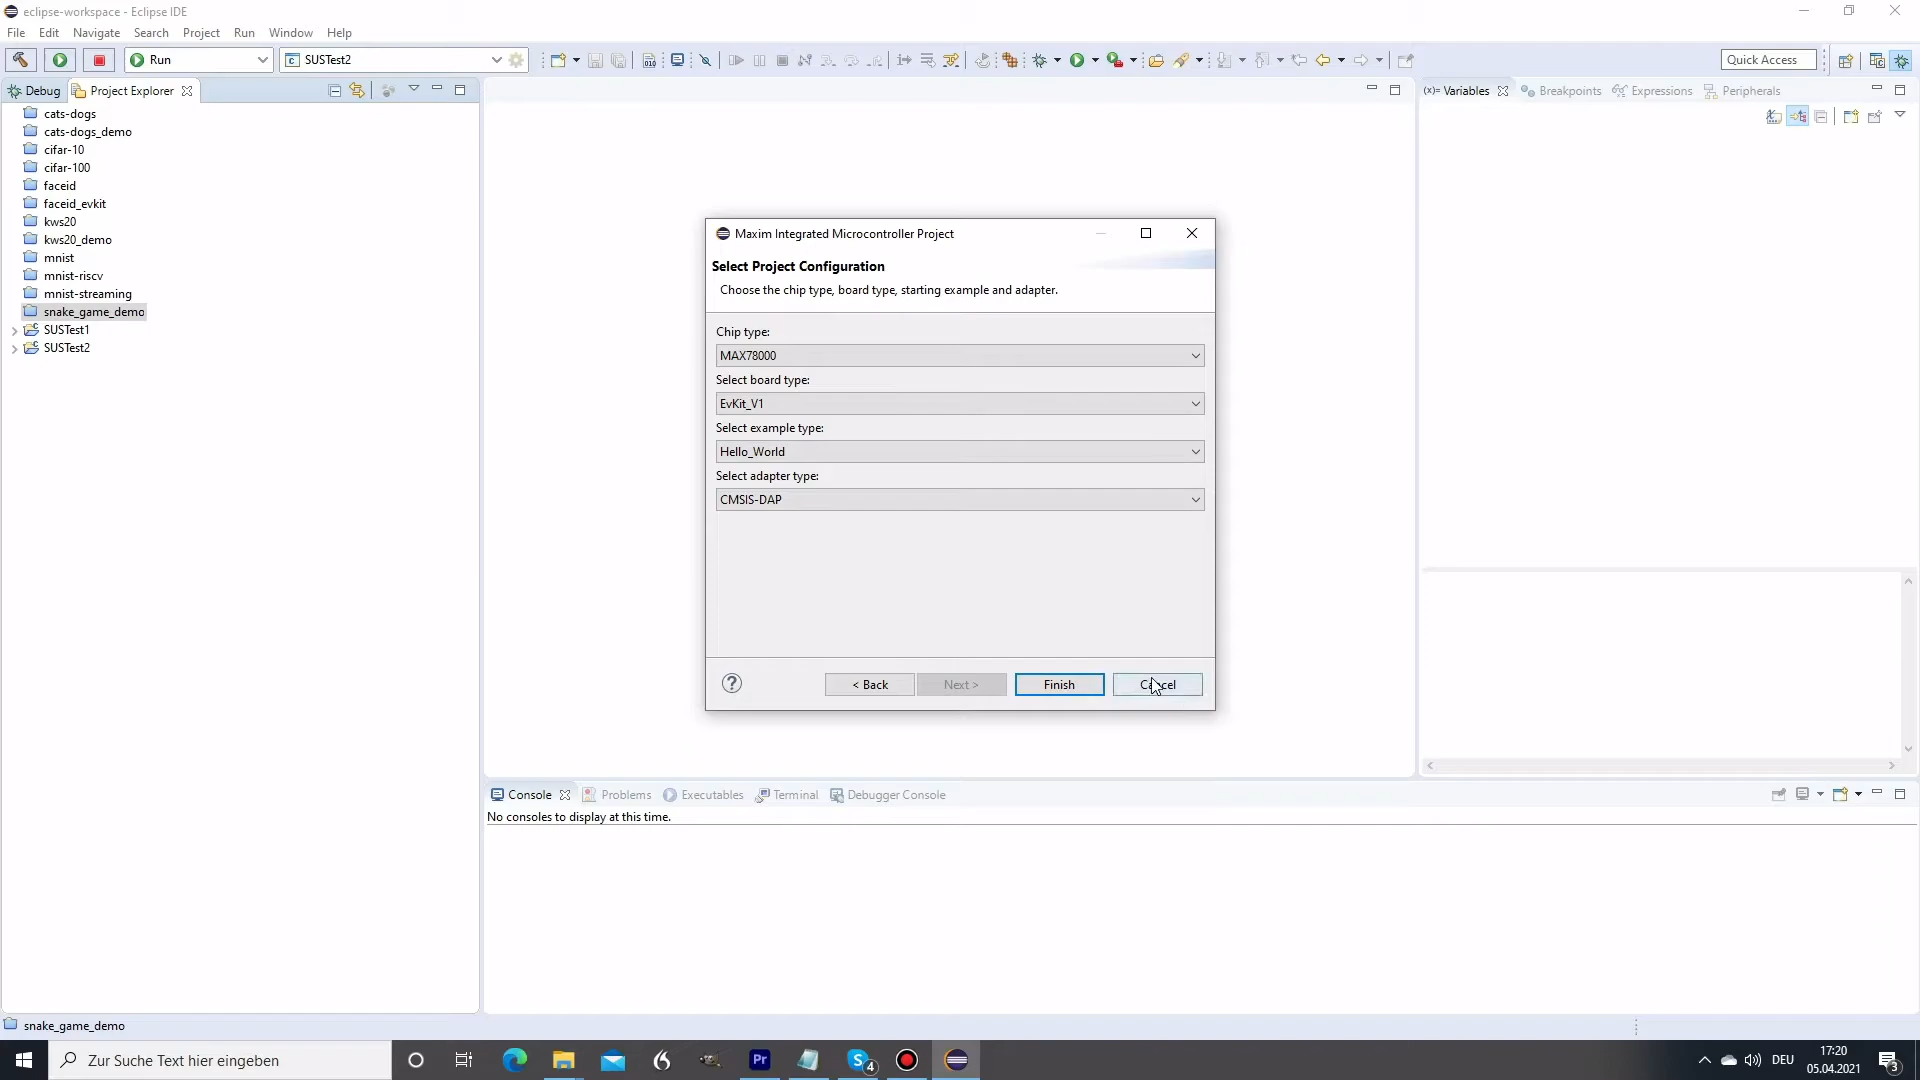 eclipse-workspace - Eclipse IDE
File Edit Navigate Search Project Run Window Help
Run
SUSTest2
Quick Access
Debug
Project Explorer
(x)= Variables
Breakpoints
Expressions
Peripherals
cats-dogs
cats-dogs_demo
cifar-10
cifar-100
faceid
faceid_evkit
kws20
kws20_demo
mnist
mnist-riscv
mnist-streaming
snake_game_demo
SUSTest1
SUSTest2
Maxim Integrated Microcontroller Project
Select Project Configuration
Choose the chip type, board type, starting example and adapter.
Chip type:
MAX78000
Select board type:
EvKit_V1
Select example type:
Hello_World
Select adapter type:
CMSIS-DAP
?
< Back
Next >
Finish
Cancel
Console
Problems
Executables
Terminal
Debugger Console
No consoles to display at this time.
snake_game_demo
Zur Suche Text hier eingeben
Pr
S
4
DEU
17:20
05.04.2021
3